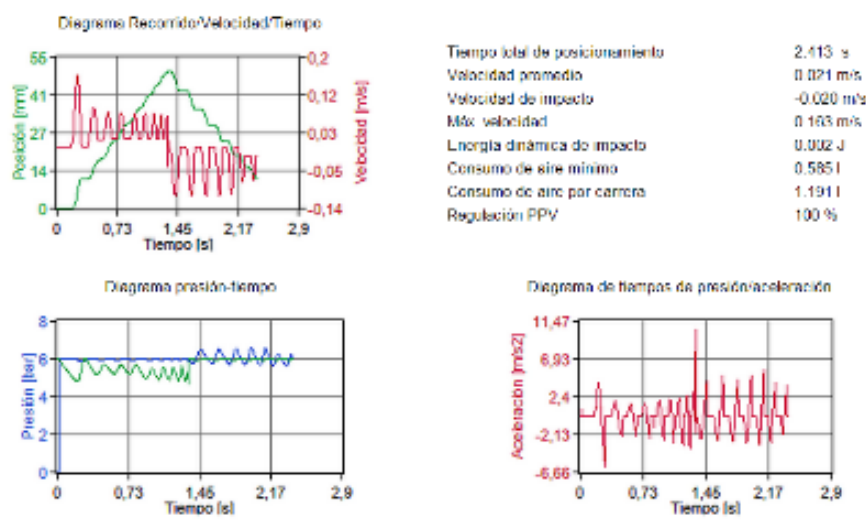 Diagrama Recorrido/Velocidad/Tiempo
55
41
27
14
0
Posición [mm]
0,2
0,12
0,03
-0,05
-0,14
Velocidad [m/s]
0
0,73
1,45
2,17
2,9
Tiempo [s]
Tiempo total de posicionamiento 2.413 s
Velocidad promedio 0.021 m/s
Velocidad de impacto -0.020 m/s
Máx. velocidad 0.163 m/s
Energía dinámica de impacto 0.002 J
Consumo de aire mínimo 0.585 l
Consumo de aire por carrera 1.191 l
Regulación PPV 100 %
Diagrama presión-tiempo
8
6
4
2
0
Presión [bar]
0
0,73
1,45
2,17
2,9
Tiempo [s]
Diagrama de tiempos de presión/aceleración
11,47
6,93
2,4
-2,13
-6,66
Aceleración [m/s2]
0
0,73
1,45
2,17
2,9
Tiempo [s]